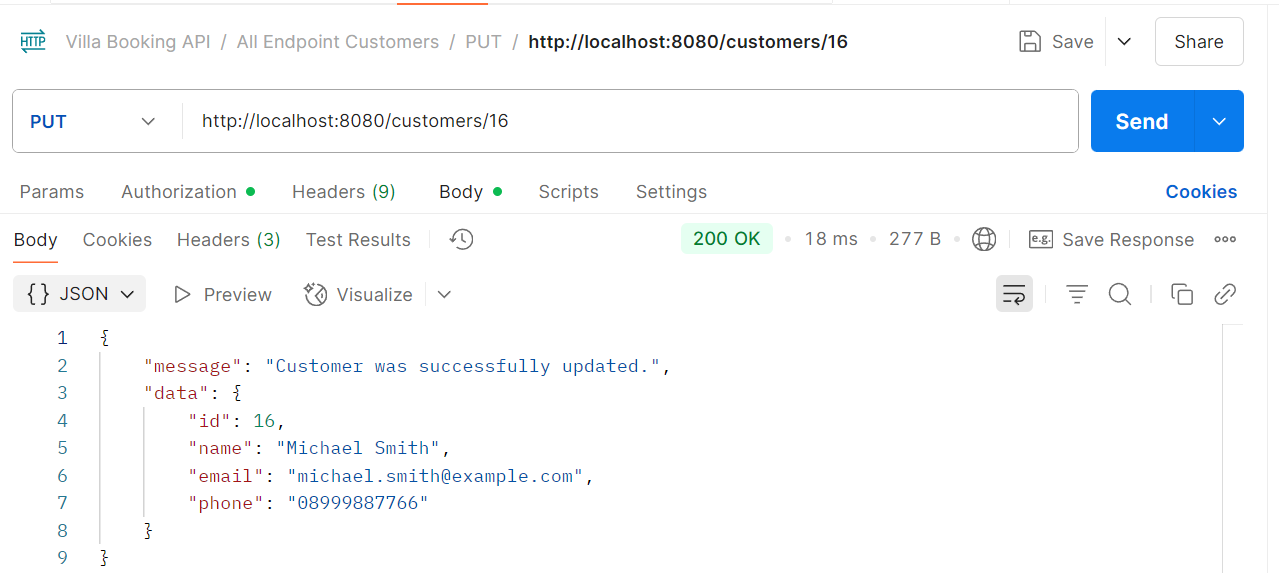 HTTP Villa Booking API / All Endpoint Customers / PUT / http://localhost:8080/customers/16 Save Share
PUT http://localhost:8080/customers/16 Send
Params Authorization Headers (9) Body Scripts Settings Cookies
Body Cookies Headers (3) Test Results 200 OK 18 ms 277 B e.g. Save Response
{} JSON Preview Visualize
1 {
2 "message": "Customer was successfully updated.",
3 "data": {
4 "id": 16,
5 "name": "Michael Smith",
6 "email": "michael.smith@example.com",
7 "phone": "08999887766"
8 }
9 }